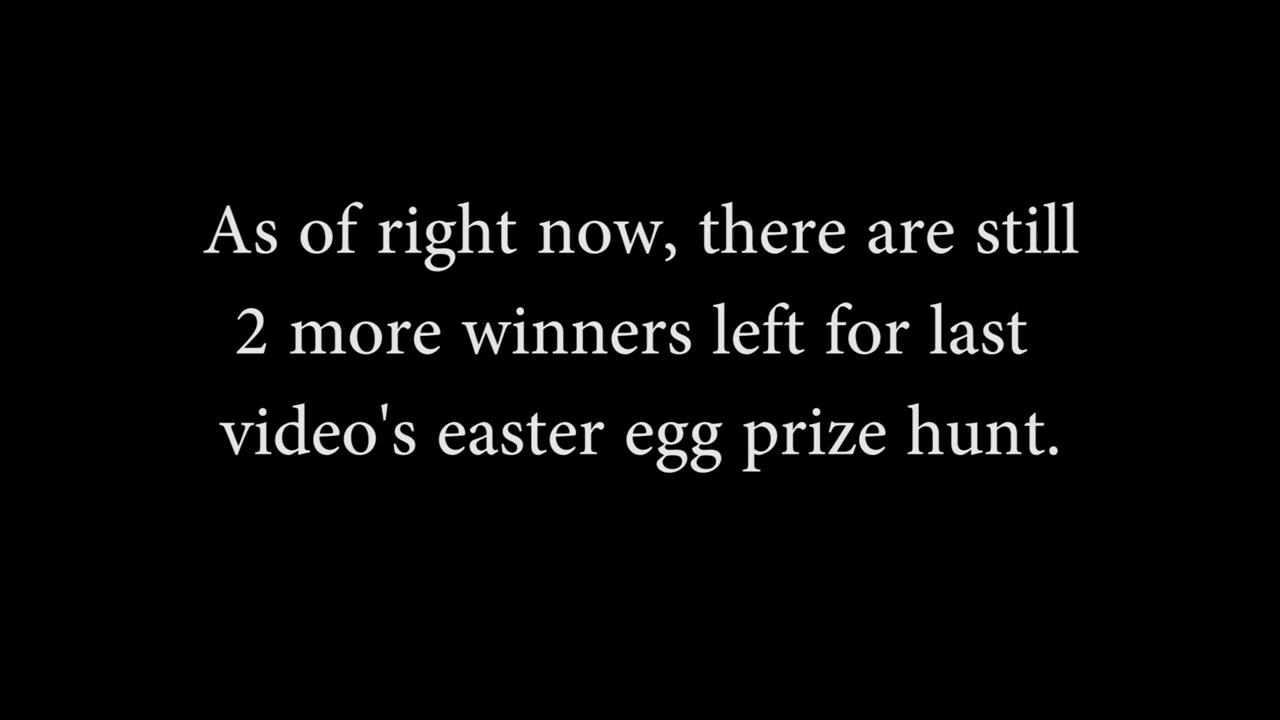 As of right now, there are still
2 more winners left for last
video's easter egg prize hunt.